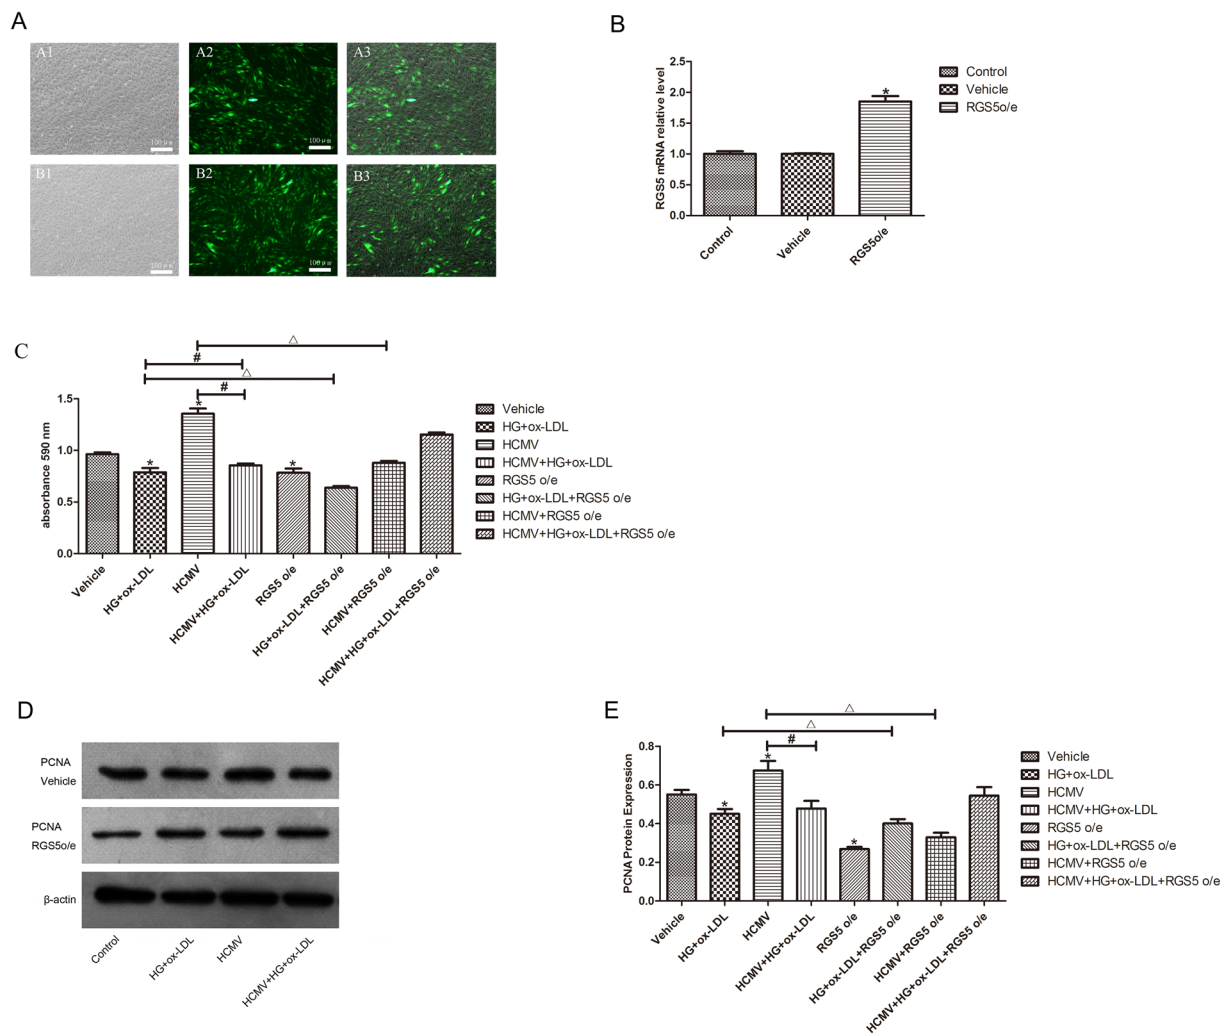 A
A1
100 μm
A2
100 μm
A3
B1
100 μm
B2
100 μm
B3
B
RGS5 mRNA relative level
2.5
2.0
1.5
1.0
0.5
0.0
*
Control
Vehicle
RGS5o/e
Control
Vehicle
RGS5o/e
C
△
#
△
#
absorbance 590 nm
1.5
1.0
0.5
0.0
*
*
*
Vehicle
HG+ox-LDL
HCMV
HCMV+HG+ox-LDL
RGS5 o/e
HG+ox-LDL+RGS5 o/e
HCMV+RGS5 o/e
HCMV+HG+ox-LDL+RGS5 o/e
Vehicle
HG+ox-LDL
HCMV
HCMV+HG+ox-LDL
RGS5 o/e
HG+ox-LDL+RGS5 o/e
HCMV+RGS5 o/e
HCMV+HG+ox-LDL+RGS5 o/e
D
PCNA
Vehicle
PCNA
RGS5o/e
β-actin
Control
HG+ox-LDL
HCMV
HCMV+HG+ox-LDL
E
△
△
#
PCNA Protein Expression
0.8
0.6
0.4
0.2
0.0
*
*
*
Vehicle
HG+ox-LDL
HCMV
HCMV+HG+ox-LDL
RGS5 o/e
HG+ox-LDL+RGS5 o/e
HCMV+RGS5 o/e
HCMV+HG+ox-LDL+RGS5 o/e
Vehicle
HG+ox-LDL
HCMV
HCMV+HG+ox-LDL
RGS5 o/e
HG+ox-LDL+RGS5 o/e
HCMV+RGS5 o/e
HCMV+HG+ox-LDL+RGS5 o/e